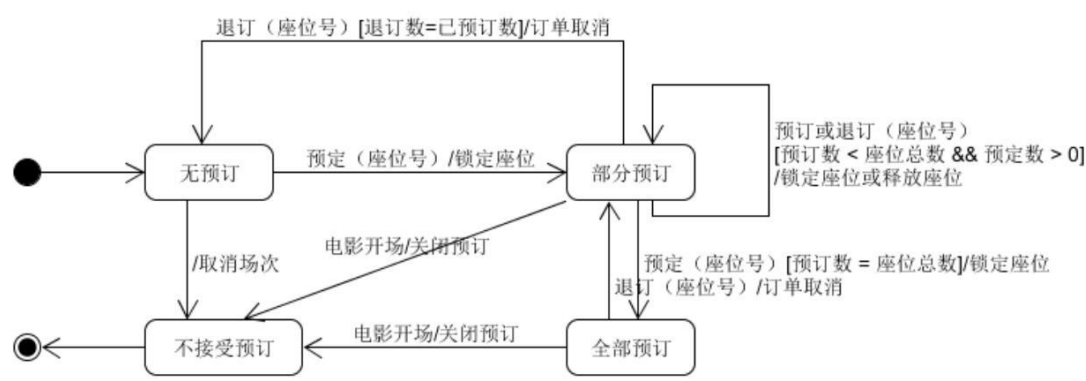 退订（座位号）[退订数=已预订数]/订单取消
预订或退订（座位号）
[预订数 < 座位总数 && 预定数 > 0]
/锁定座位或释放座位
无预订
预定（座位号）/锁定座位
部分预订
电影开场/关闭预订
/取消场次
预定（座位号）[预订数 = 座位总数]/锁定座位
退订（座位号）/订单取消
不接受预订
电影开场/关闭预订
全部预订